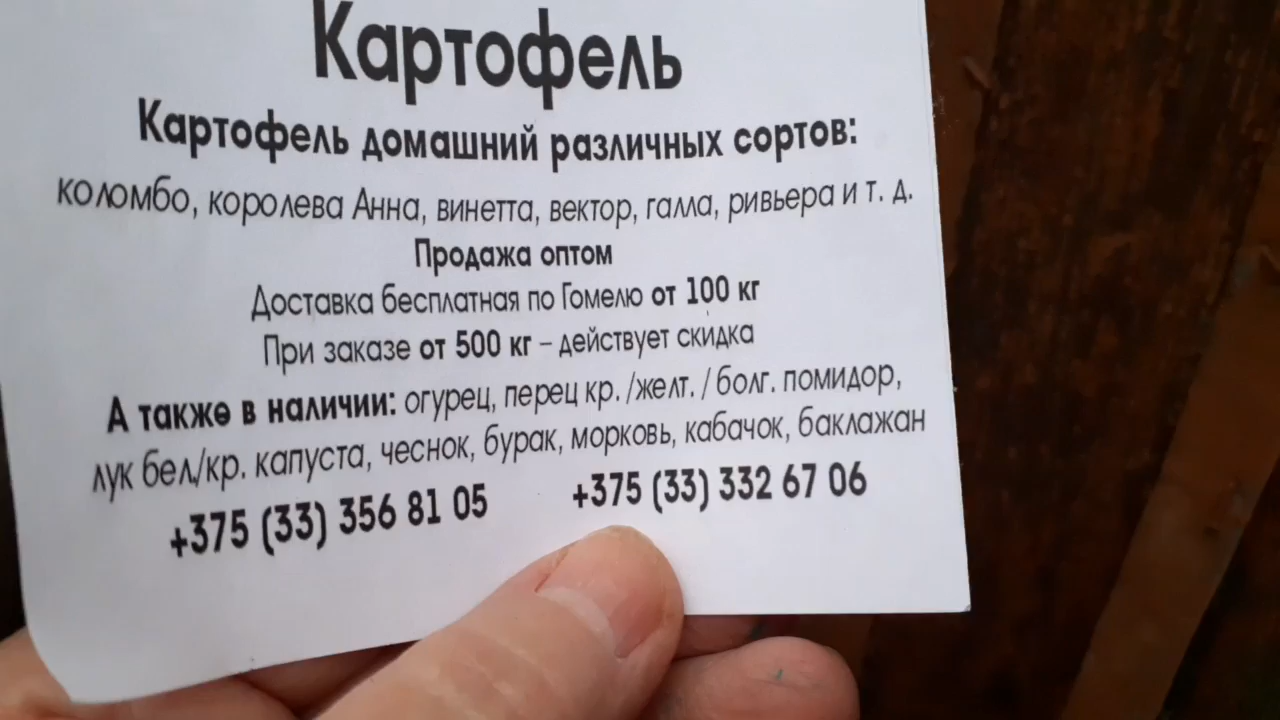 Картофель
Картофель домашний различных сортов:
коломбо, королева Анна, винетта, вектор, галла, ривьера и т. д.
Продажа оптом
Доставка бесплатная по Гомелю от 100 кг
При заказе от 500 кг – действует скидка
А также в наличии: огурец, перец кр. /желт. / болг. помидор,
лук бел/кр. капуста, чеснок, бурак, морковь, кабачок, баклажан
+375 (33) 356 81 05 +375 (33) 332 67 06